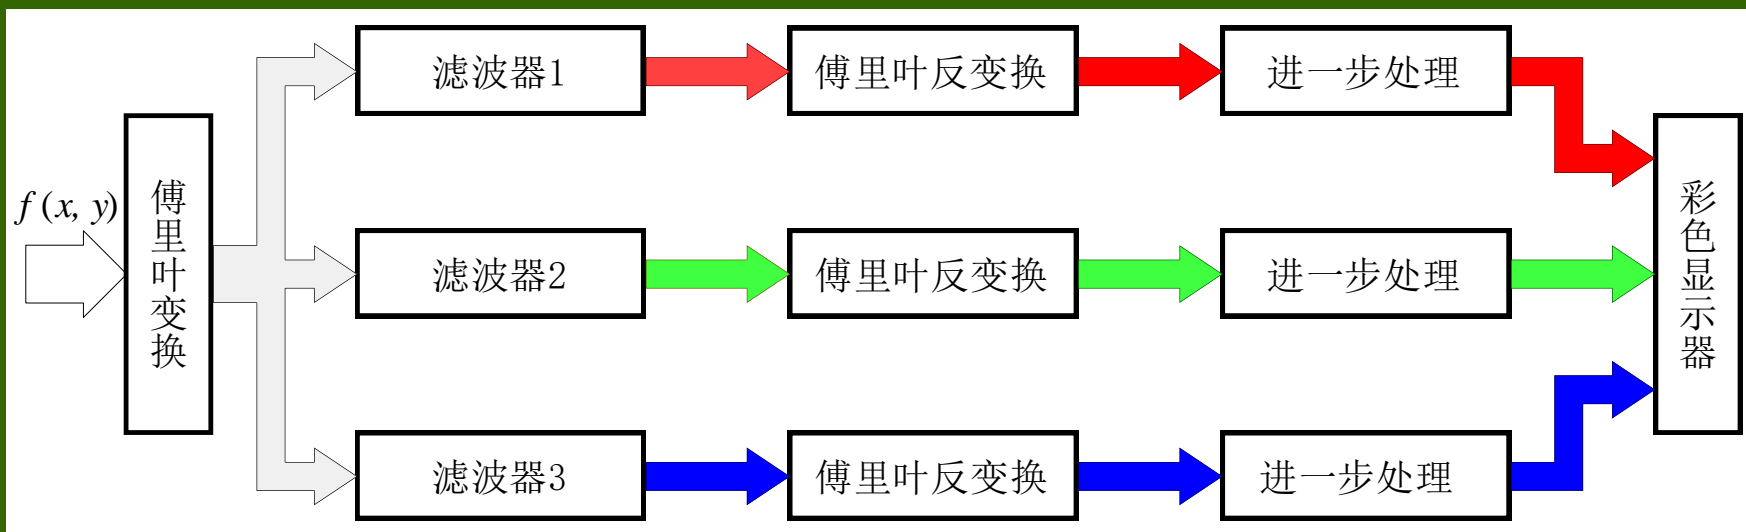 f(x, y)
傅里叶变换
滤波器1
傅里叶反变换
进一步处理
滤波器2
傅里叶反变换
进一步处理
滤波器3
傅里叶反变换
进一步处理
彩色显示器